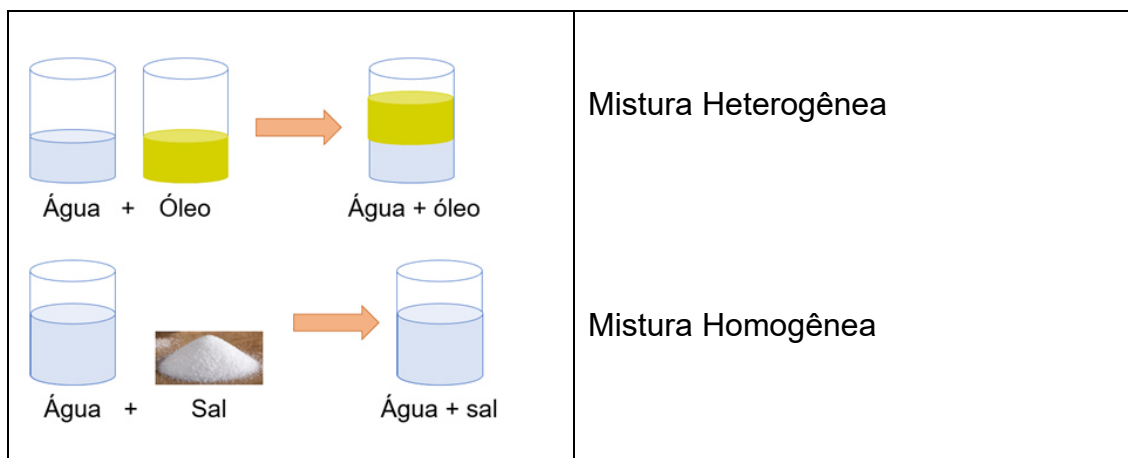 Mistura Heterogênea
Água + Óleo
Água + óleo
Mistura Homogênea
Água + Sal
Água + sal